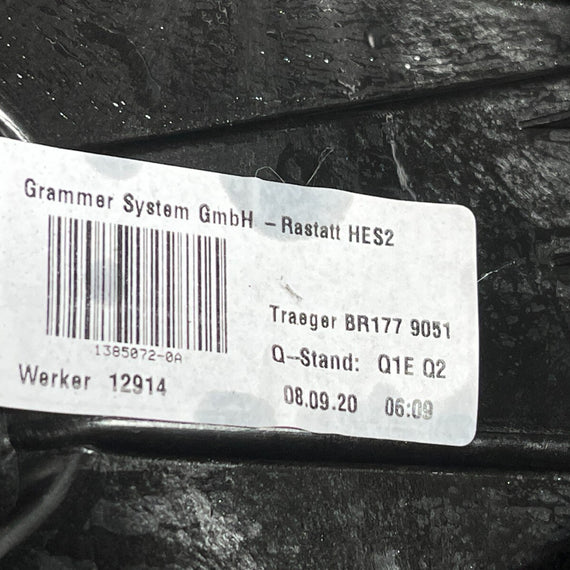 Grammer System GmbH - Rastatt HES2
1385072-0A
Traeger BR177 9051
Q--Stand: Q1E Q2
Werker 12914
08.09.20 06:09